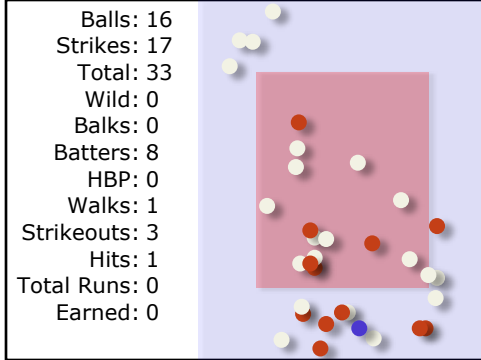 Balls: 16
Strikes: 17
Total: 33
Wild: 0
Balks: 0
Batters: 8
HBP: 0
Walks: 1
Strikeouts: 3
Hits: 1
Total Runs: 0
Earned: 0